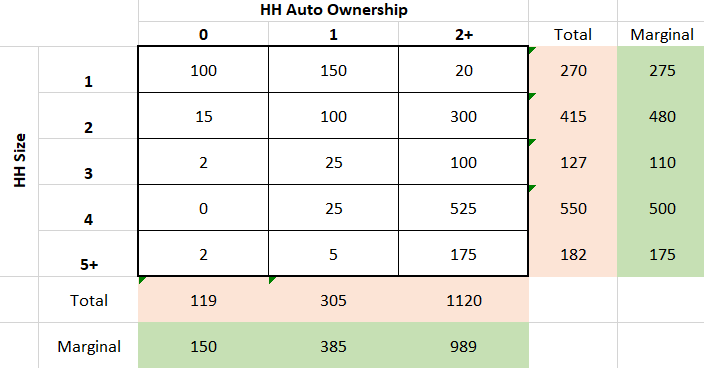 HH Auto Ownership
0 1 2+ Total Marginal
HH Size
1 100 150 20 270 275
2 15 100 300 415 480
3 2 25 100 127 110
4 0 25 525 550 500
5+ 2 5 175 182 175
Total 119 305 1120
Marginal 150 385 989